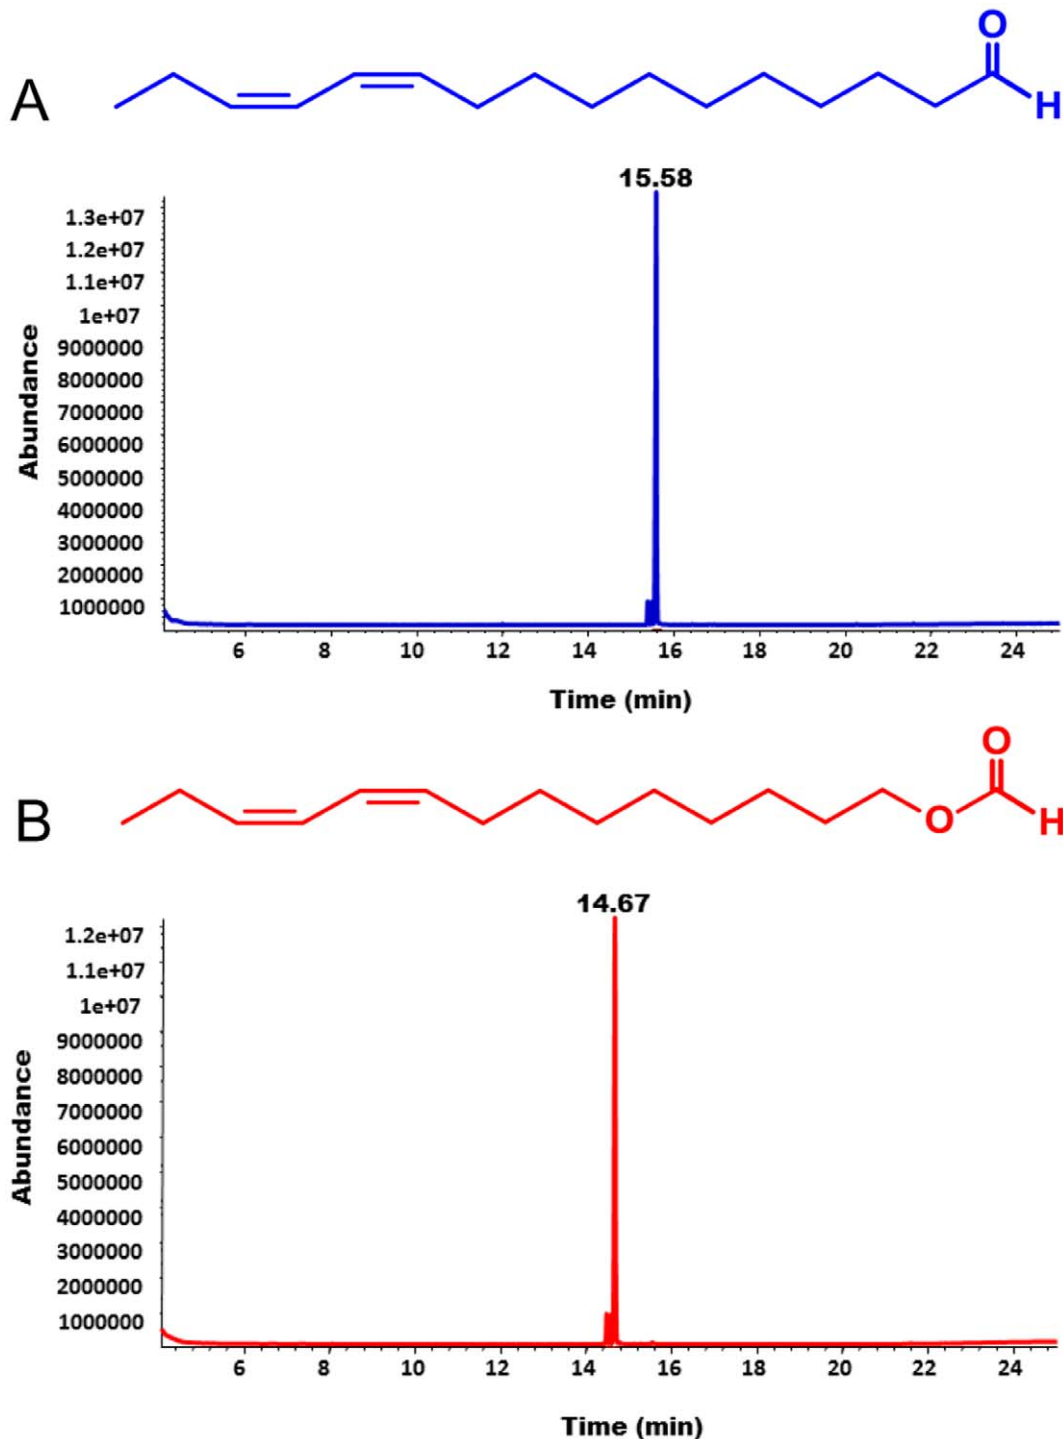 O
A
H
15.58
1.3e+07
1.2e+07
1.1e+07
1e+07
9000000
8000000
7000000
6000000
5000000
4000000
3000000
2000000
1000000
Abundance
6 8 10 12 14 16 18 20 22 24
Time (min)
O
B
O
H
14.67
1.2e+07
1.1e+07
1e+07
9000000
8000000
7000000
6000000
5000000
4000000
3000000
2000000
1000000
Abundance
6 8 10 12 14 16 18 20 22 24
Time (min)